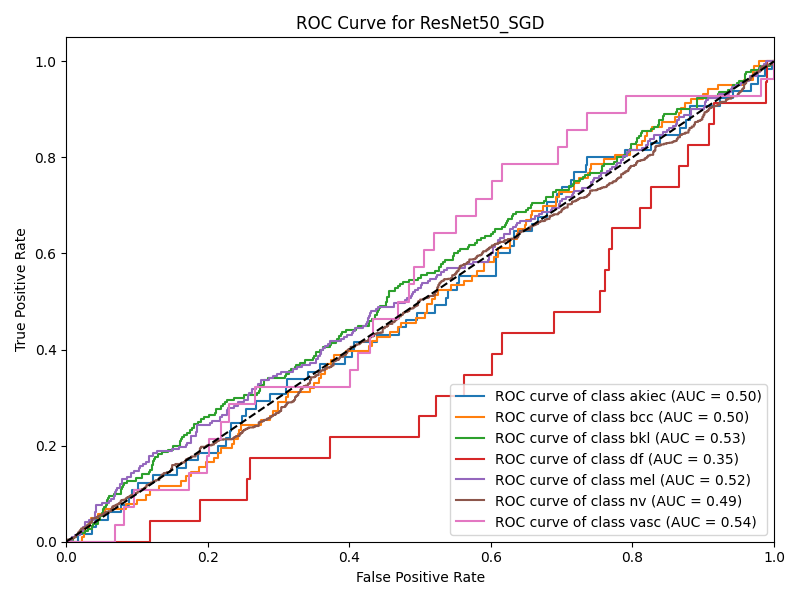 ROC Curve for ResNet50_SGD
True Positive Rate
1.0
0.8
0.6
0.4
0.2
0.0
ROC curve of class akiec (AUC = 0.50)
ROC curve of class bcc (AUC = 0.50)
ROC curve of class bkl (AUC = 0.53)
ROC curve of class df (AUC = 0.35)
ROC curve of class mel (AUC = 0.52)
ROC curve of class nv (AUC = 0.49)
ROC curve of class vasc (AUC = 0.54)
0.0 0.2 0.4 0.6 0.8 1.0
False Positive Rate